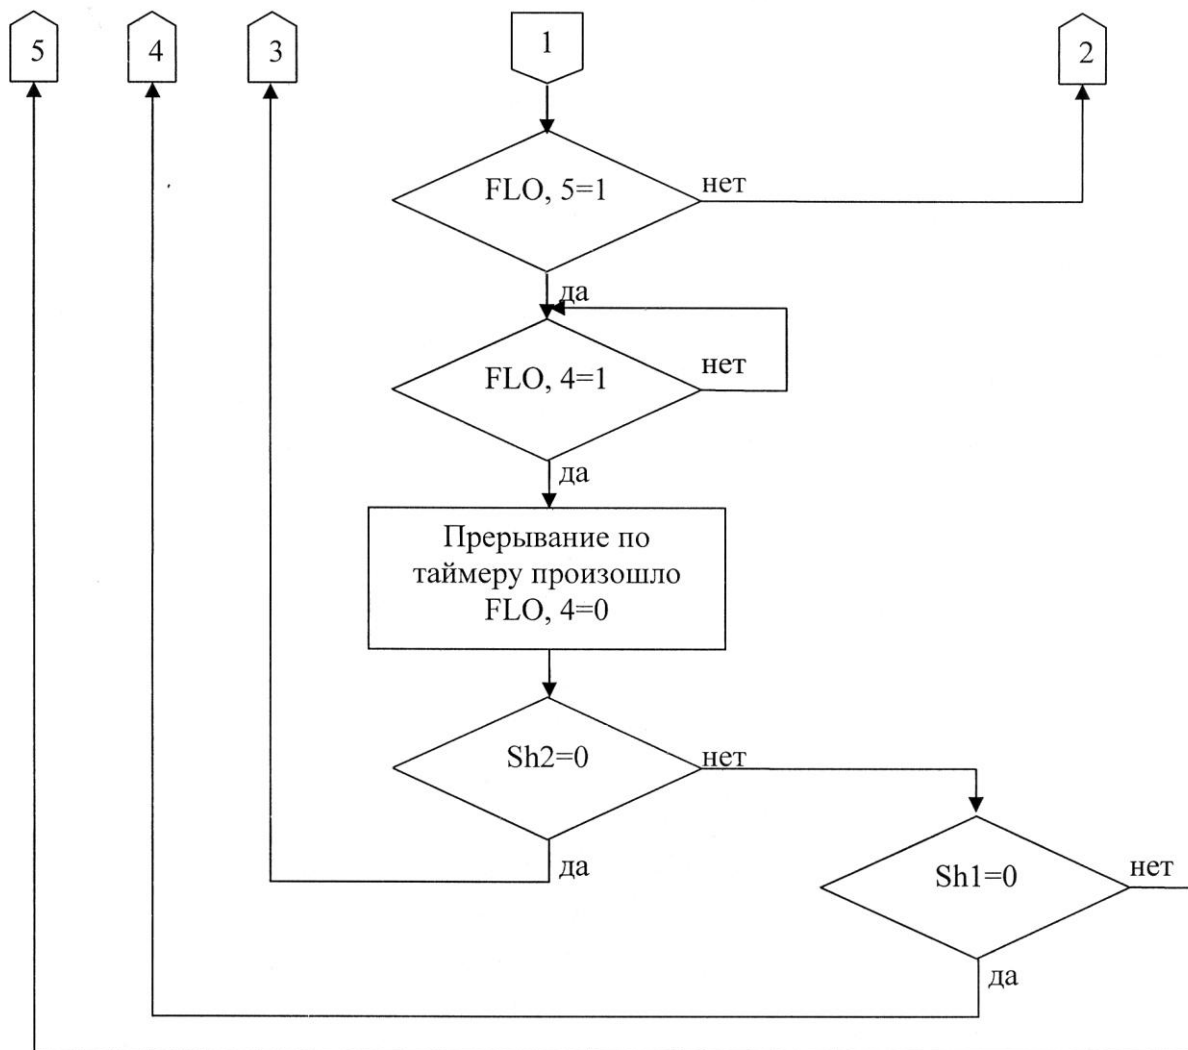 5
4
3
1
2
FLO, 5=1
нет
да
FLO, 4=1
нет
да
Прерывание по
таймеру произошло
FLO, 4=0
Sh2=0
нет
да
Sh1=0
нет
да